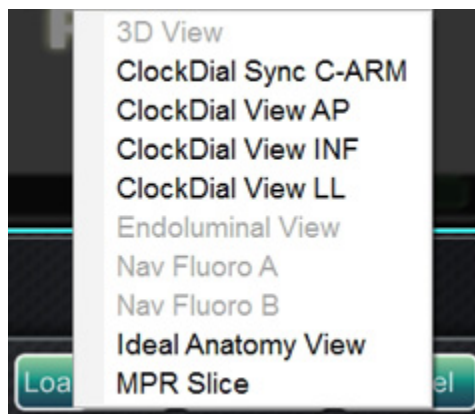 3D View
ClockDial Sync C-ARM
ClockDial View AP
ClockDial View INF
ClockDial View LL
Endoluminal View
Nav Fluoro A
Nav Fluoro B
Ideal Anatomy View
MPR Slice